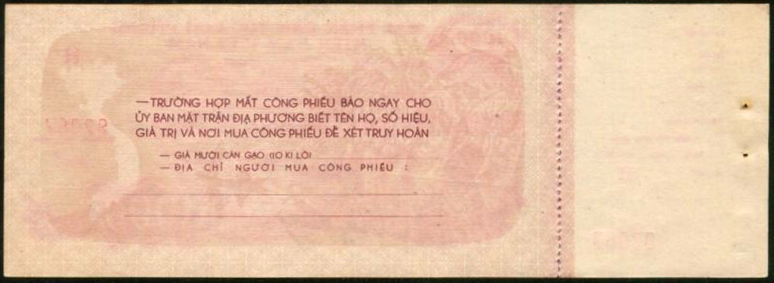 — TRƯỜNG HỢP MẤT CÔNG PHIẾU BÁO NGAY CHO
ỦY BAN MẶT TRẬN ĐỊA PHƯƠNG BIẾT TÊN HỌ, SỐ HIỆU,
GIÁ TRỊ VÀ NƠI MUA CÔNG PHIẾU ĐỂ XÉT TRUY HOÀN
— GIÁ MƯỜI CÂN GẠO (10 KI LÔ)
— ĐỊA CHỈ NGƯỜI MUA CÔNG PHIẾU :